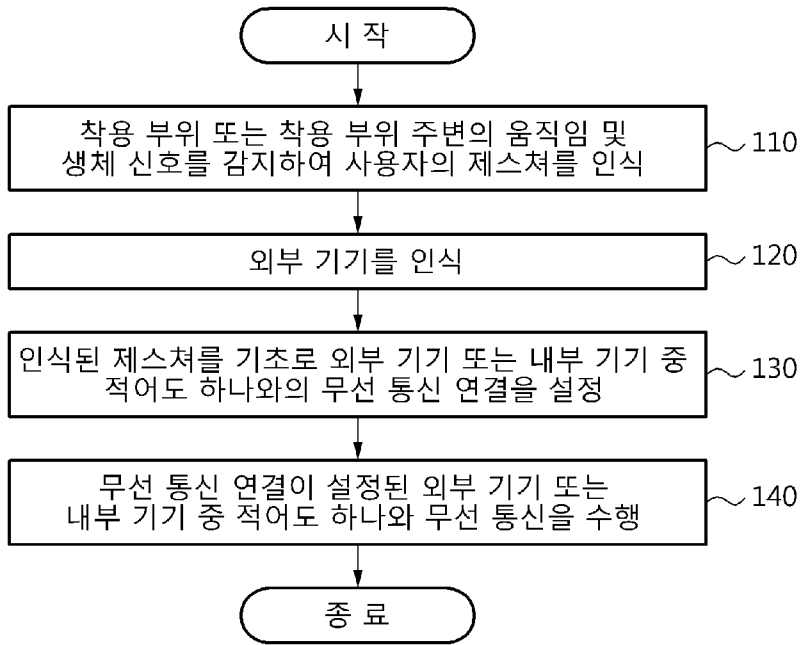 시 작
착용 부위 또는 착용 부위 주변의 움직임 및
생체 신호를 감지하여 사용자의 제스쳐를 인식
110
외부 기기를 인식
120
인식된 제스쳐를 기초로 외부 기기 또는 내부 기기 중
적어도 하나와의 무선 통신 연결을 설정
130
무선 통신 연결이 설정된 외부 기기 또는
내부 기기 중 적어도 하나와 무선 통신을 수행
140
종 료